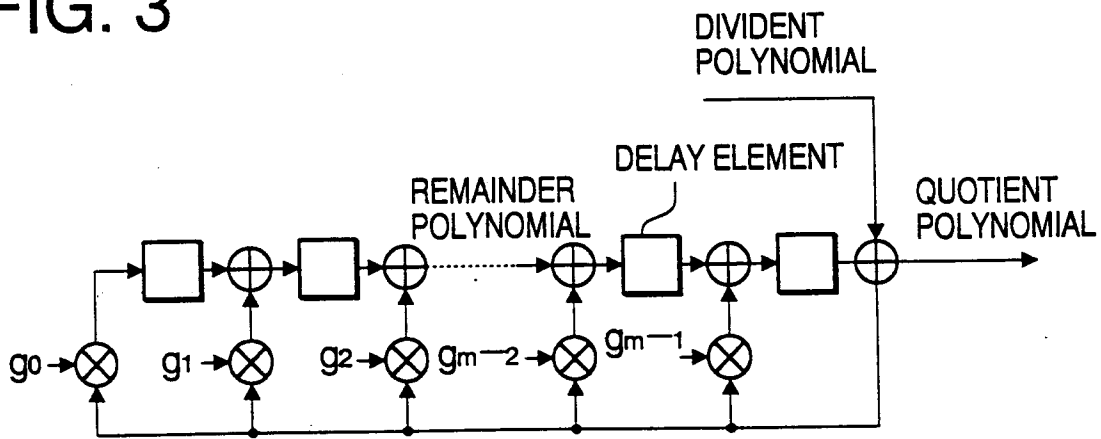 FIG. 3
DIVIDENT
POLYNOMIAL
DELAY ELEMENT
REMAINDER
POLYNOMIAL
QUOTIENT
POLYNOMIAL
g0
g1
g2
gm-2
gm-1